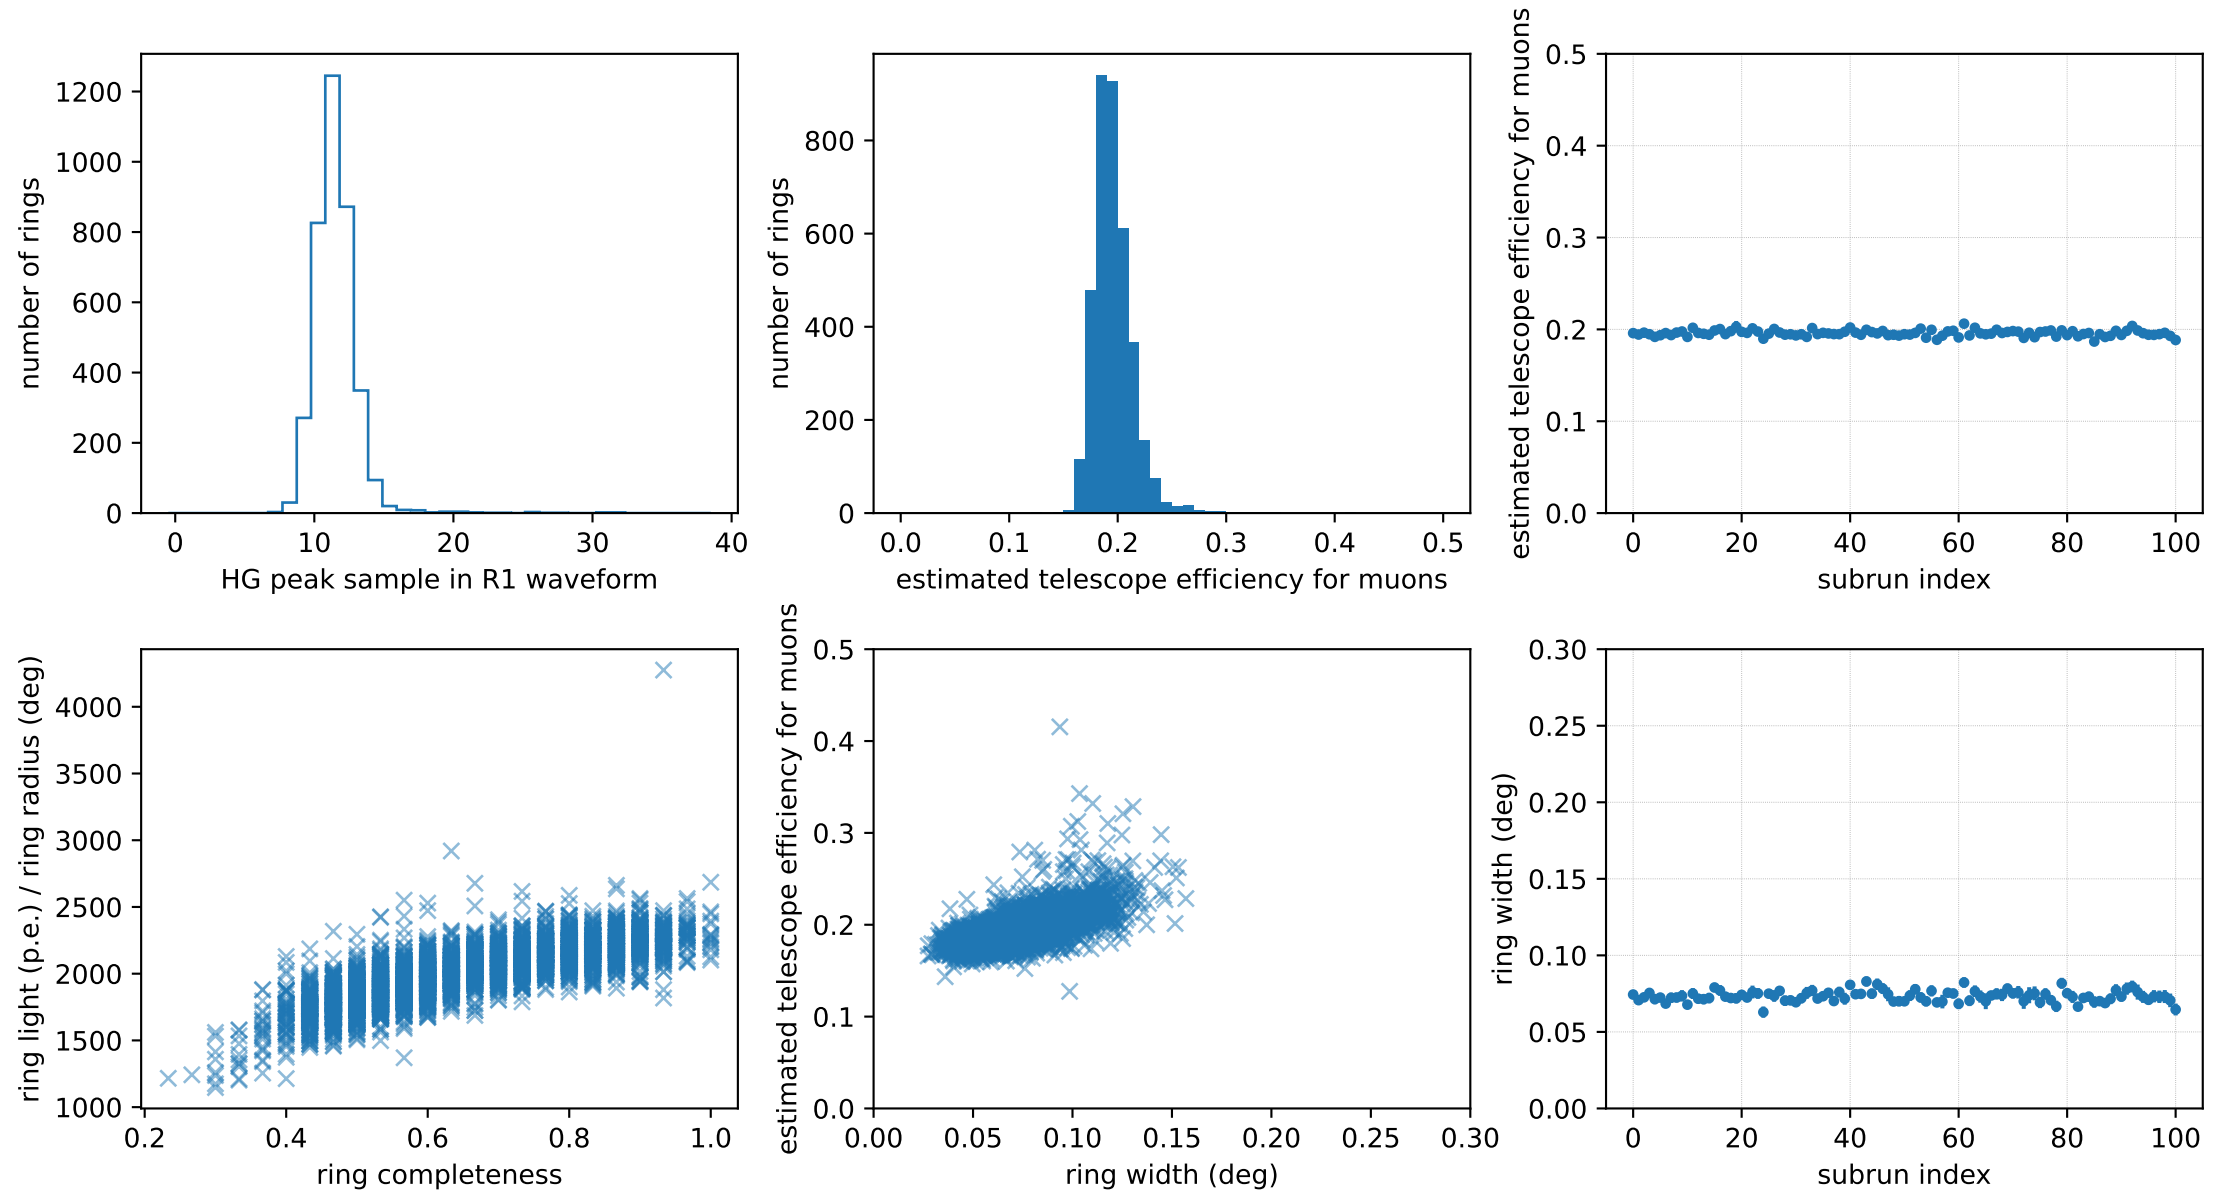 number of rings
1200
1000
800
600
400
200
0
0 10 20 30 40
HG peak sample in R1 waveform
number of rings
800
600
400
200
0
0.0 0.1 0.2 0.3 0.4 0.5
estimated telescope efficiency for muons
estimated telescope efficiency for muons
0.5
0.4
0.3
0.2
0.1
0.0
0 20 40 60 80 100
subrun index
ring light (p.e.) / ring radius (deg)
4000
3500
3000
2500
2000
1500
1000
0.2 0.4 0.6 0.8 1.0
ring completeness
estimated telescope efficiency for muons
0.5
0.4
0.3
0.2
0.1
0.0
0.00 0.05 0.10 0.15 0.20 0.25 0.30
ring width (deg)
ring width (deg)
0.30
0.25
0.20
0.15
0.10
0.05
0.00
0 20 40 60 80 100
subrun index